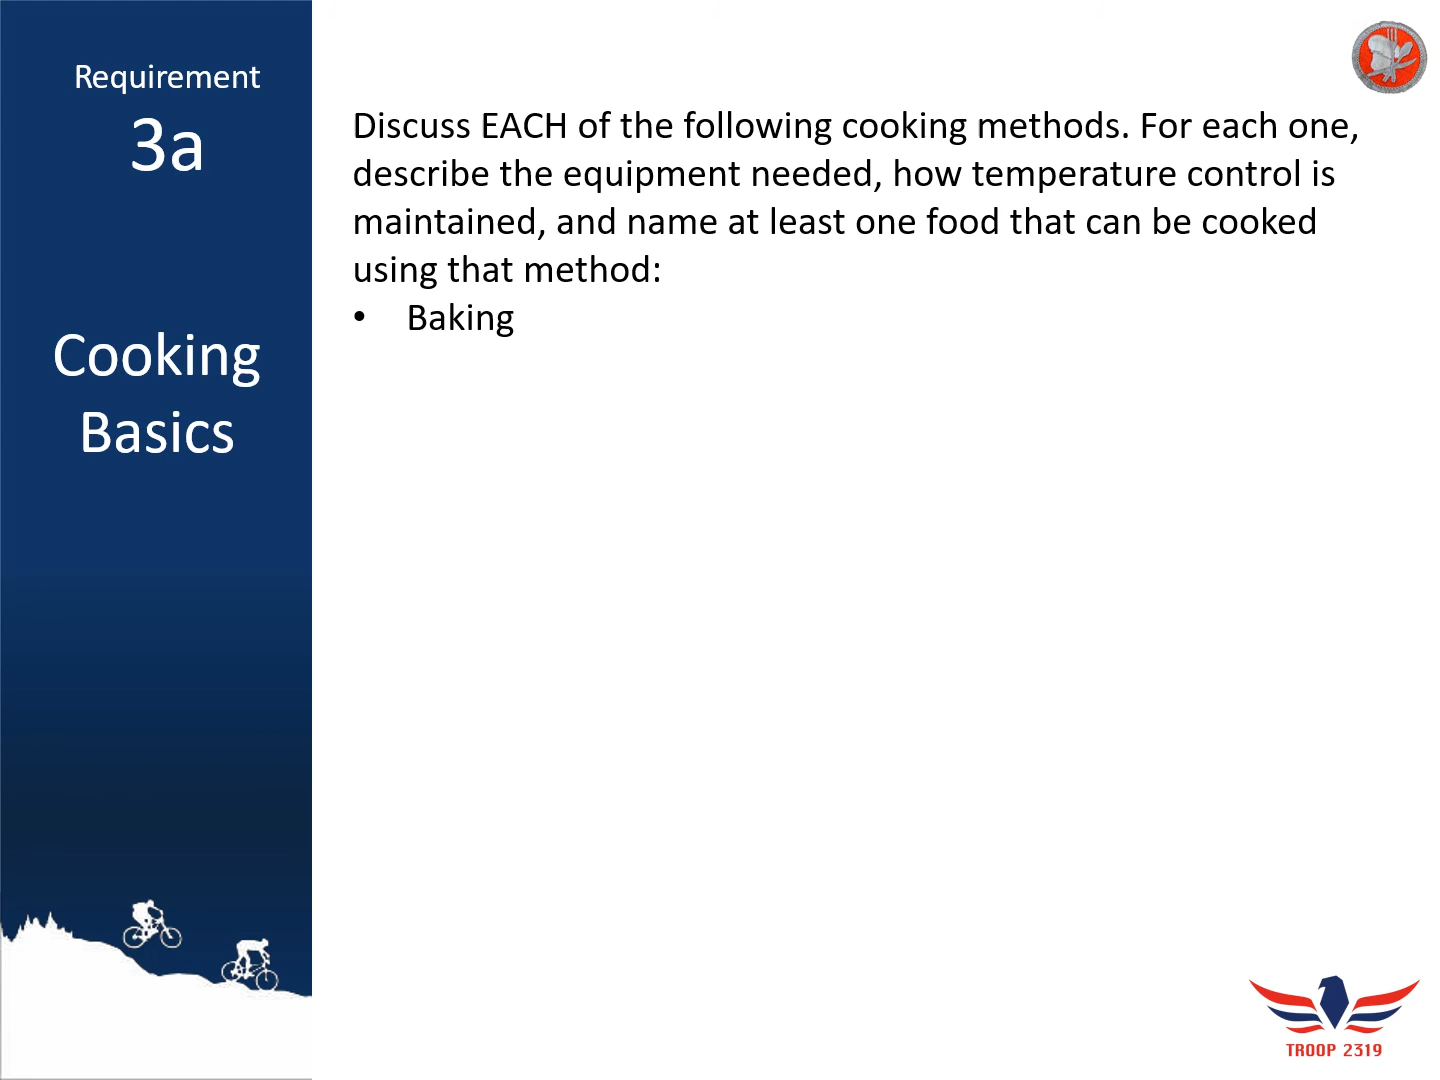 Requirement
3a
Cooking
Basics
Discuss EACH of the following cooking methods. For each one,
describe the equipment needed, how temperature control is
maintained, and name at least one food that can be cooked
using that method:
• Baking
TROOP 2319